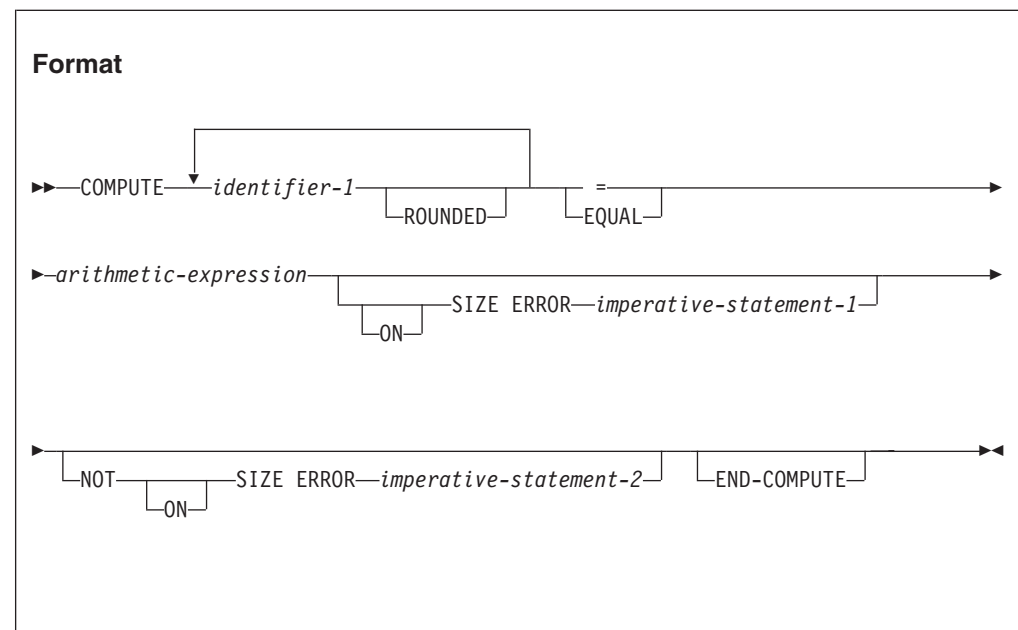 Format
COMPUTE identifier-1 =
ROUNDED EQUAL
arithmetic-expression
SIZE ERROR imperative-statement-1
ON
NOT SIZE ERROR imperative-statement-2 END-COMPUTE
ON